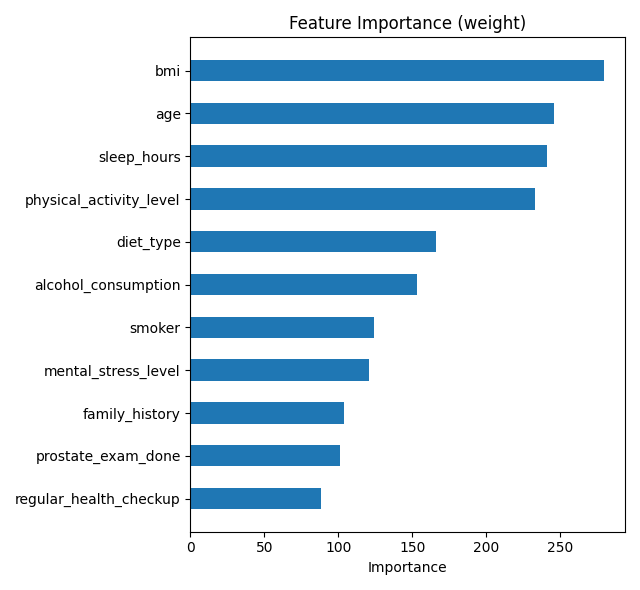 Feature Importance (weight)
bmi
age
sleep_hours
physical_activity_level
diet_type
alcohol_consumption
smoker
mental_stress_level
family_history
prostate_exam_done
regular_health_checkup
0 50 100 150 200 250
Importance